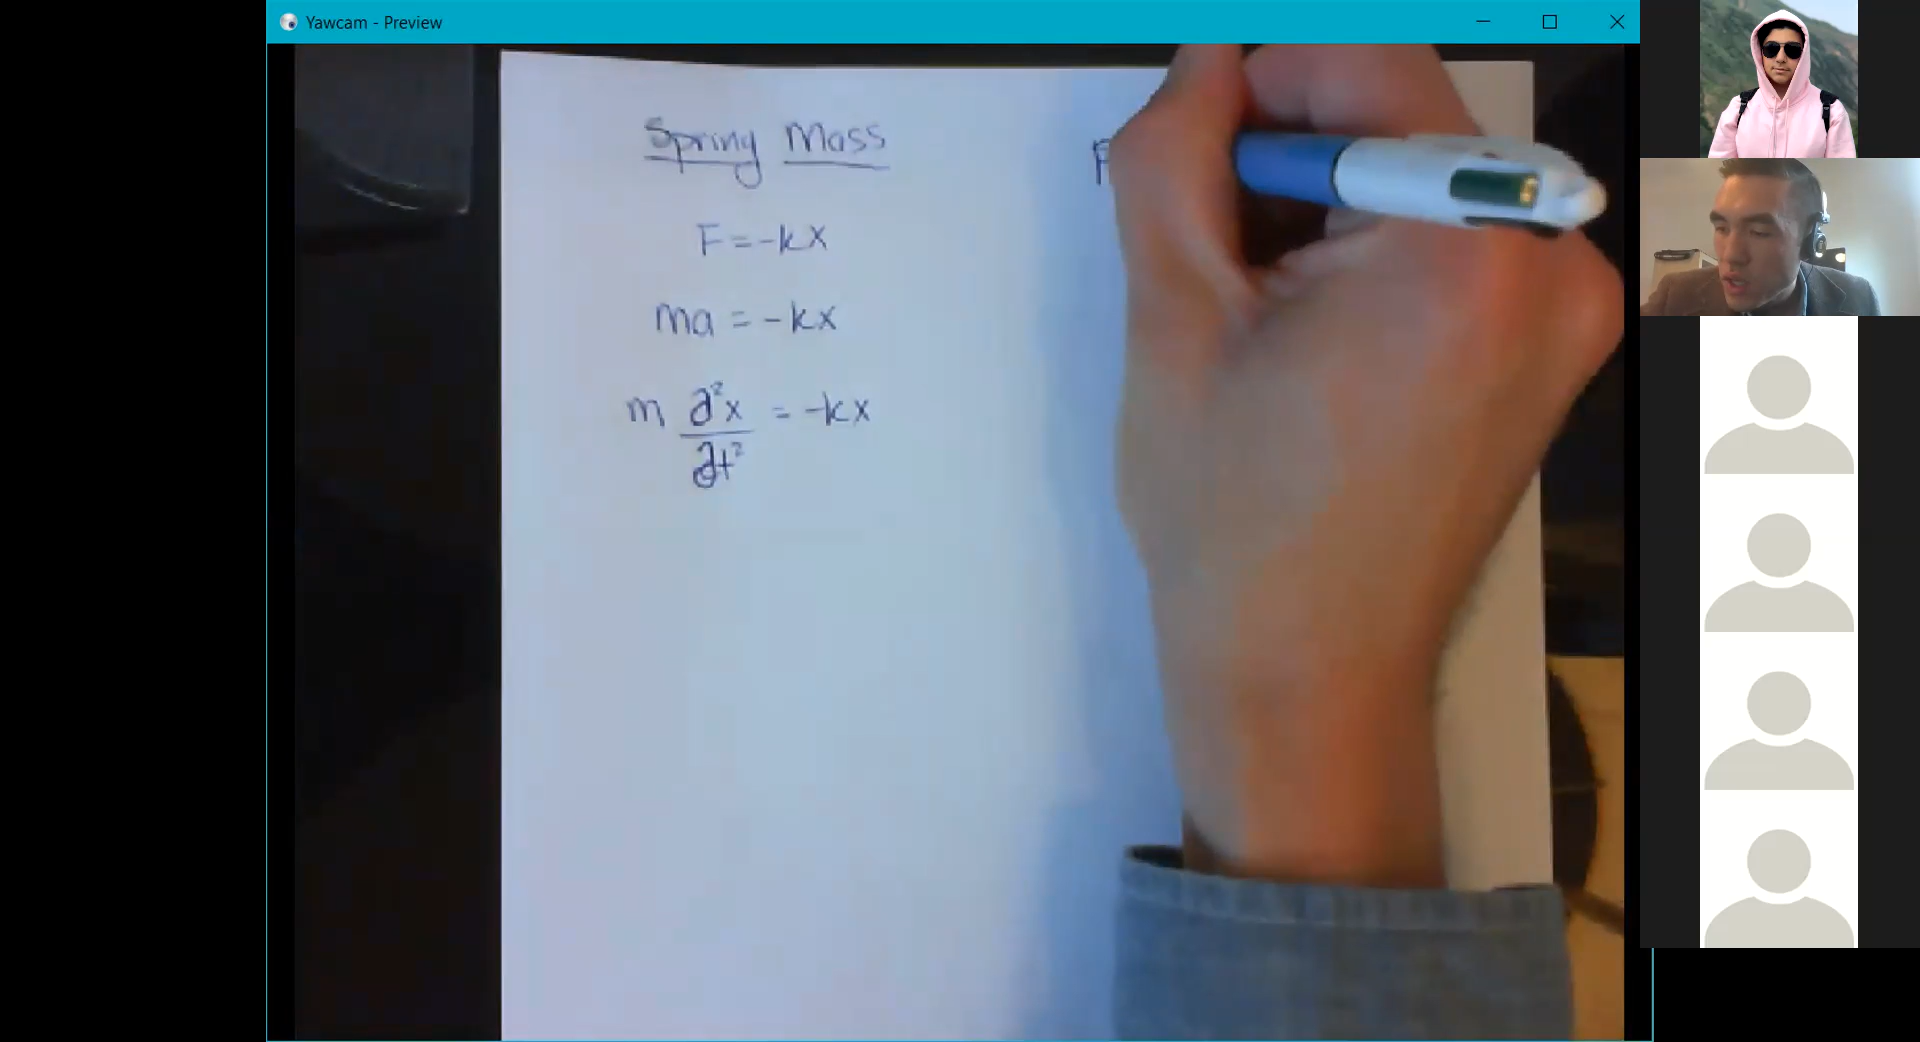 Yawcam - Preview
Spring Mass
F = -kx
ma = -kx
m ∂²x/∂t² = -kx